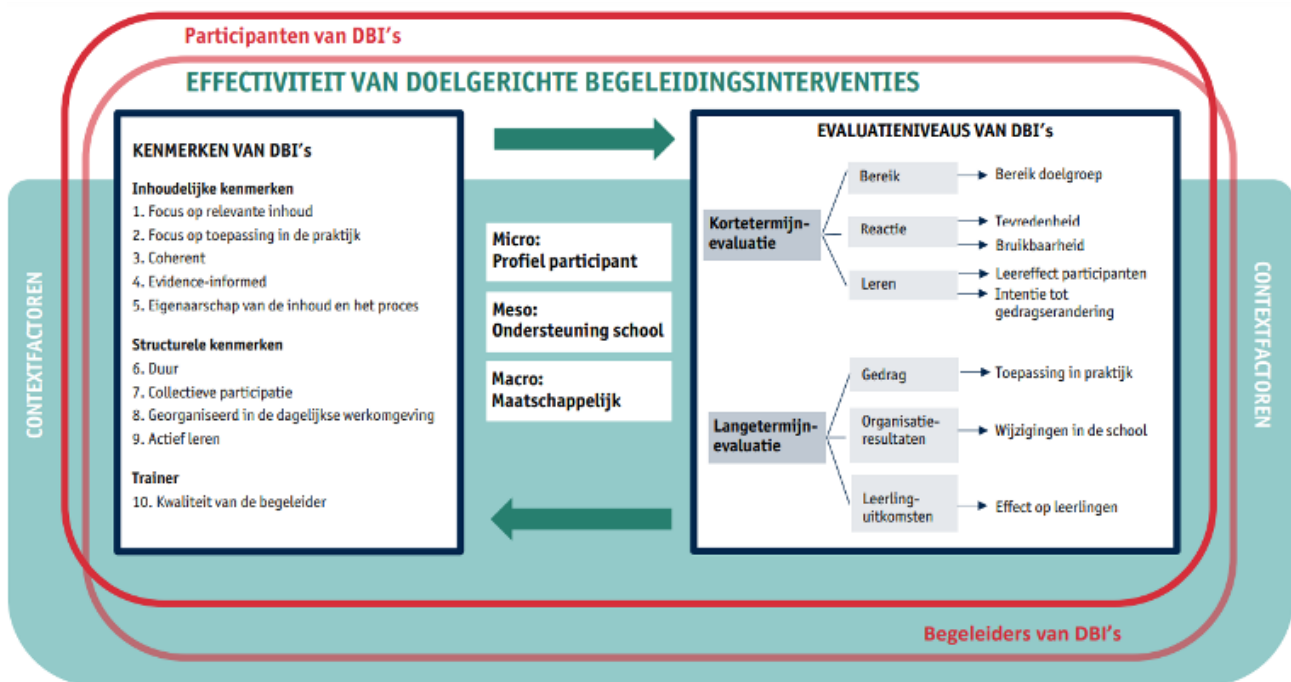 Participanten van DBI's
EFFECTIVITEIT VAN DOELGERICHTE BEGELEIDINGSINTERVENTIES
CONTEXTFACTOREN
KENMERKEN VAN DBI's
Inhoudelijke kenmerken
1. Focus op relevante inhoud
2. Focus op toepassing in de praktijk
3. Coherent
4. Evidence-informed
5. Eigenaarschap van de inhoud en het proces
Structurele kenmerken
6. Duur
7. Collectieve participatie
8. Georganiseerd in de dagelijkse werkomgeving
9. Actief leren
Trainer
10. Kwaliteit van de begeleider
Micro:
Profiel participant
Meso:
Ondersteuning school
Macro:
Maatschappelijk
EVALUATIENIVEAUS VAN DBI's
Kortetermijn-
evaluatie
Bereik
Bereik doelgroep
Reactie
Tevredenheid
Bruikbaarheid
Leren
Leereffect participanten
Intentie tot
gedragserandering
Langetermijn-
evaluatie
Gedrag
Toepassing in praktijk
Organisatie-
resultaten
Wijzigingen in de school
Leerling-
uitkomsten
Effect op leerlingen
CONTEXTFACTOREN
Begeleiders van DBI's